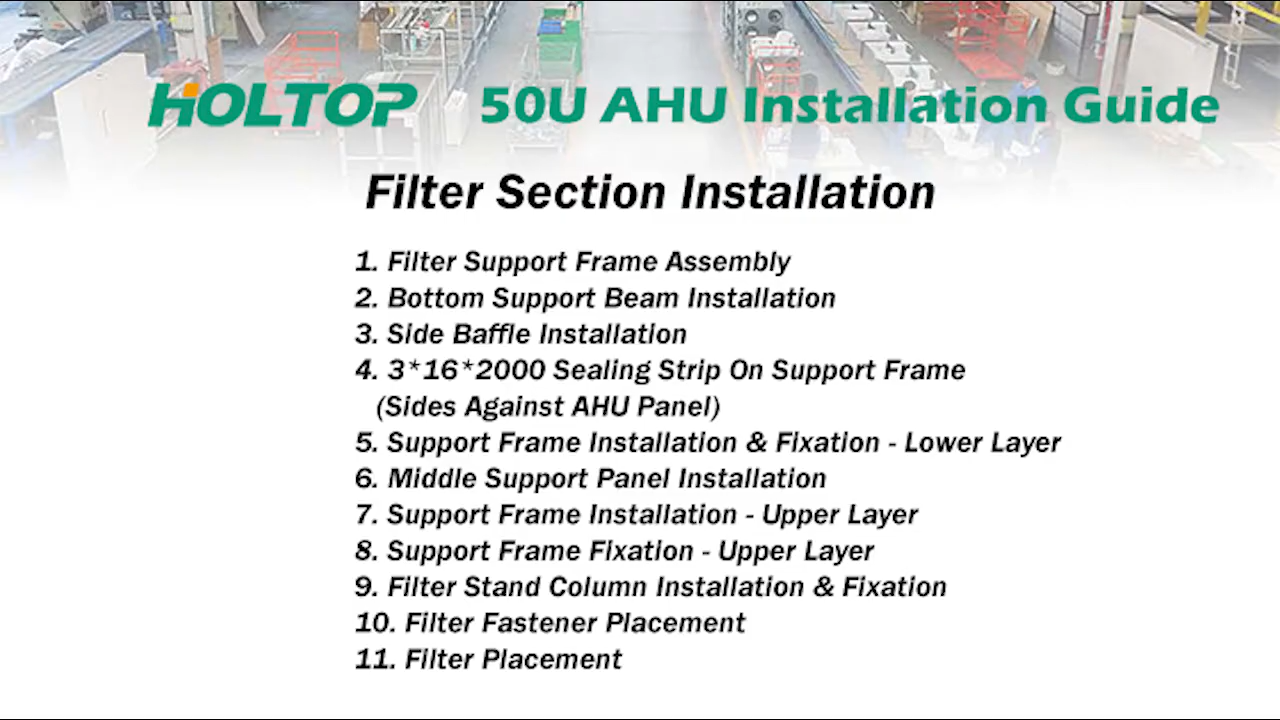 HOLTOP 50U AHU Installation Guide
Filter Section Installation
1. Filter Support Frame Assembly
2. Bottom Support Beam Installation
3. Side Baffle Installation
4. 3*16*2000 Sealing Strip On Support Frame
(Sides Against AHU Panel)
5. Support Frame Installation & Fixation - Lower Layer
6. Middle Support Panel Installation
7. Support Frame Installation - Upper Layer
8. Support Frame Fixation - Upper Layer
9. Filter Stand Column Installation & Fixation
10. Filter Fastener Placement
11. Filter Placement